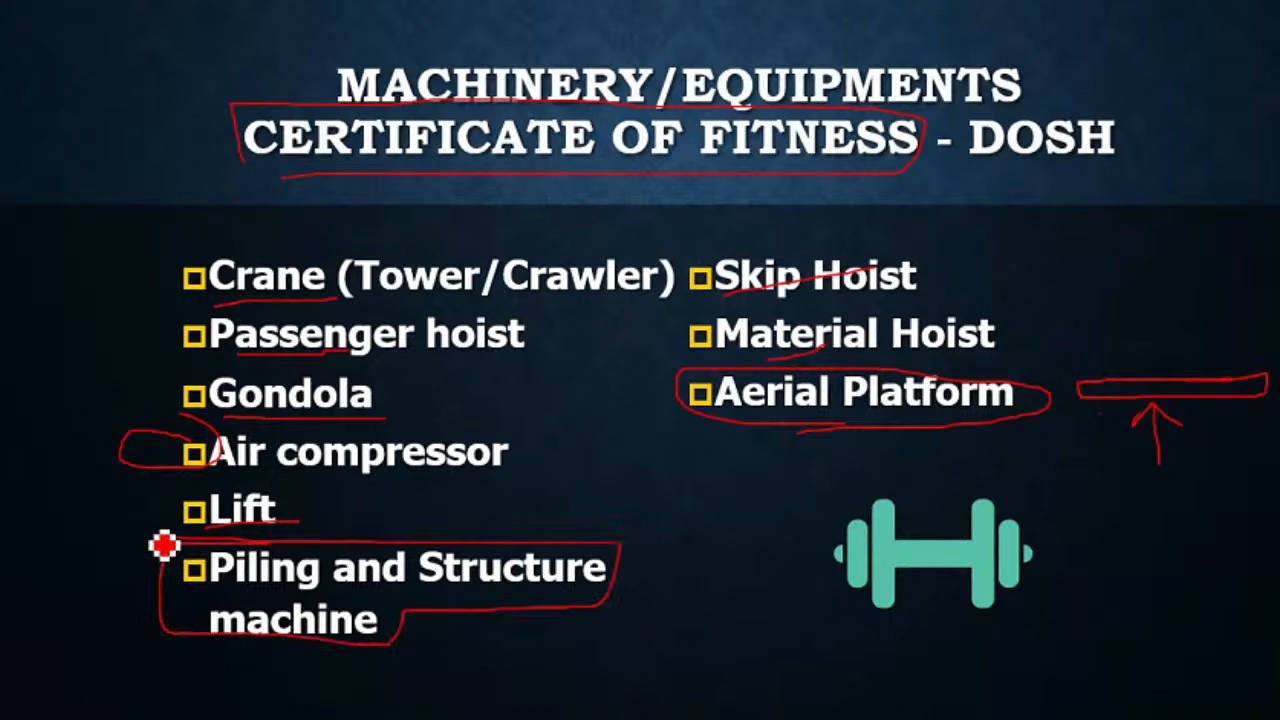 MACHINERY/EQUIPMENTS
CERTIFICATE OF FITNESS - DOSH
Crane (Tower/Crawler)
Passenger hoist
Gondola
Air compressor
Lift
Piling and Structure
machine
Skip Hoist
Material Hoist
Aerial Platform